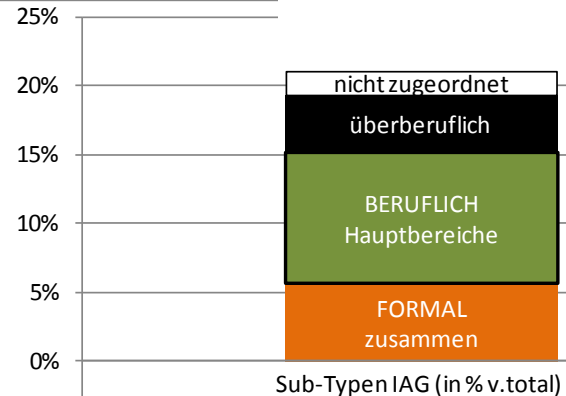 25%
20%
15%
10%
5%
0%
nicht zugeordnet
überberuflich
BERUFLICH
Hauptbereiche
FORMAL
zusammen
Sub-Typen IAG (in % v.total)